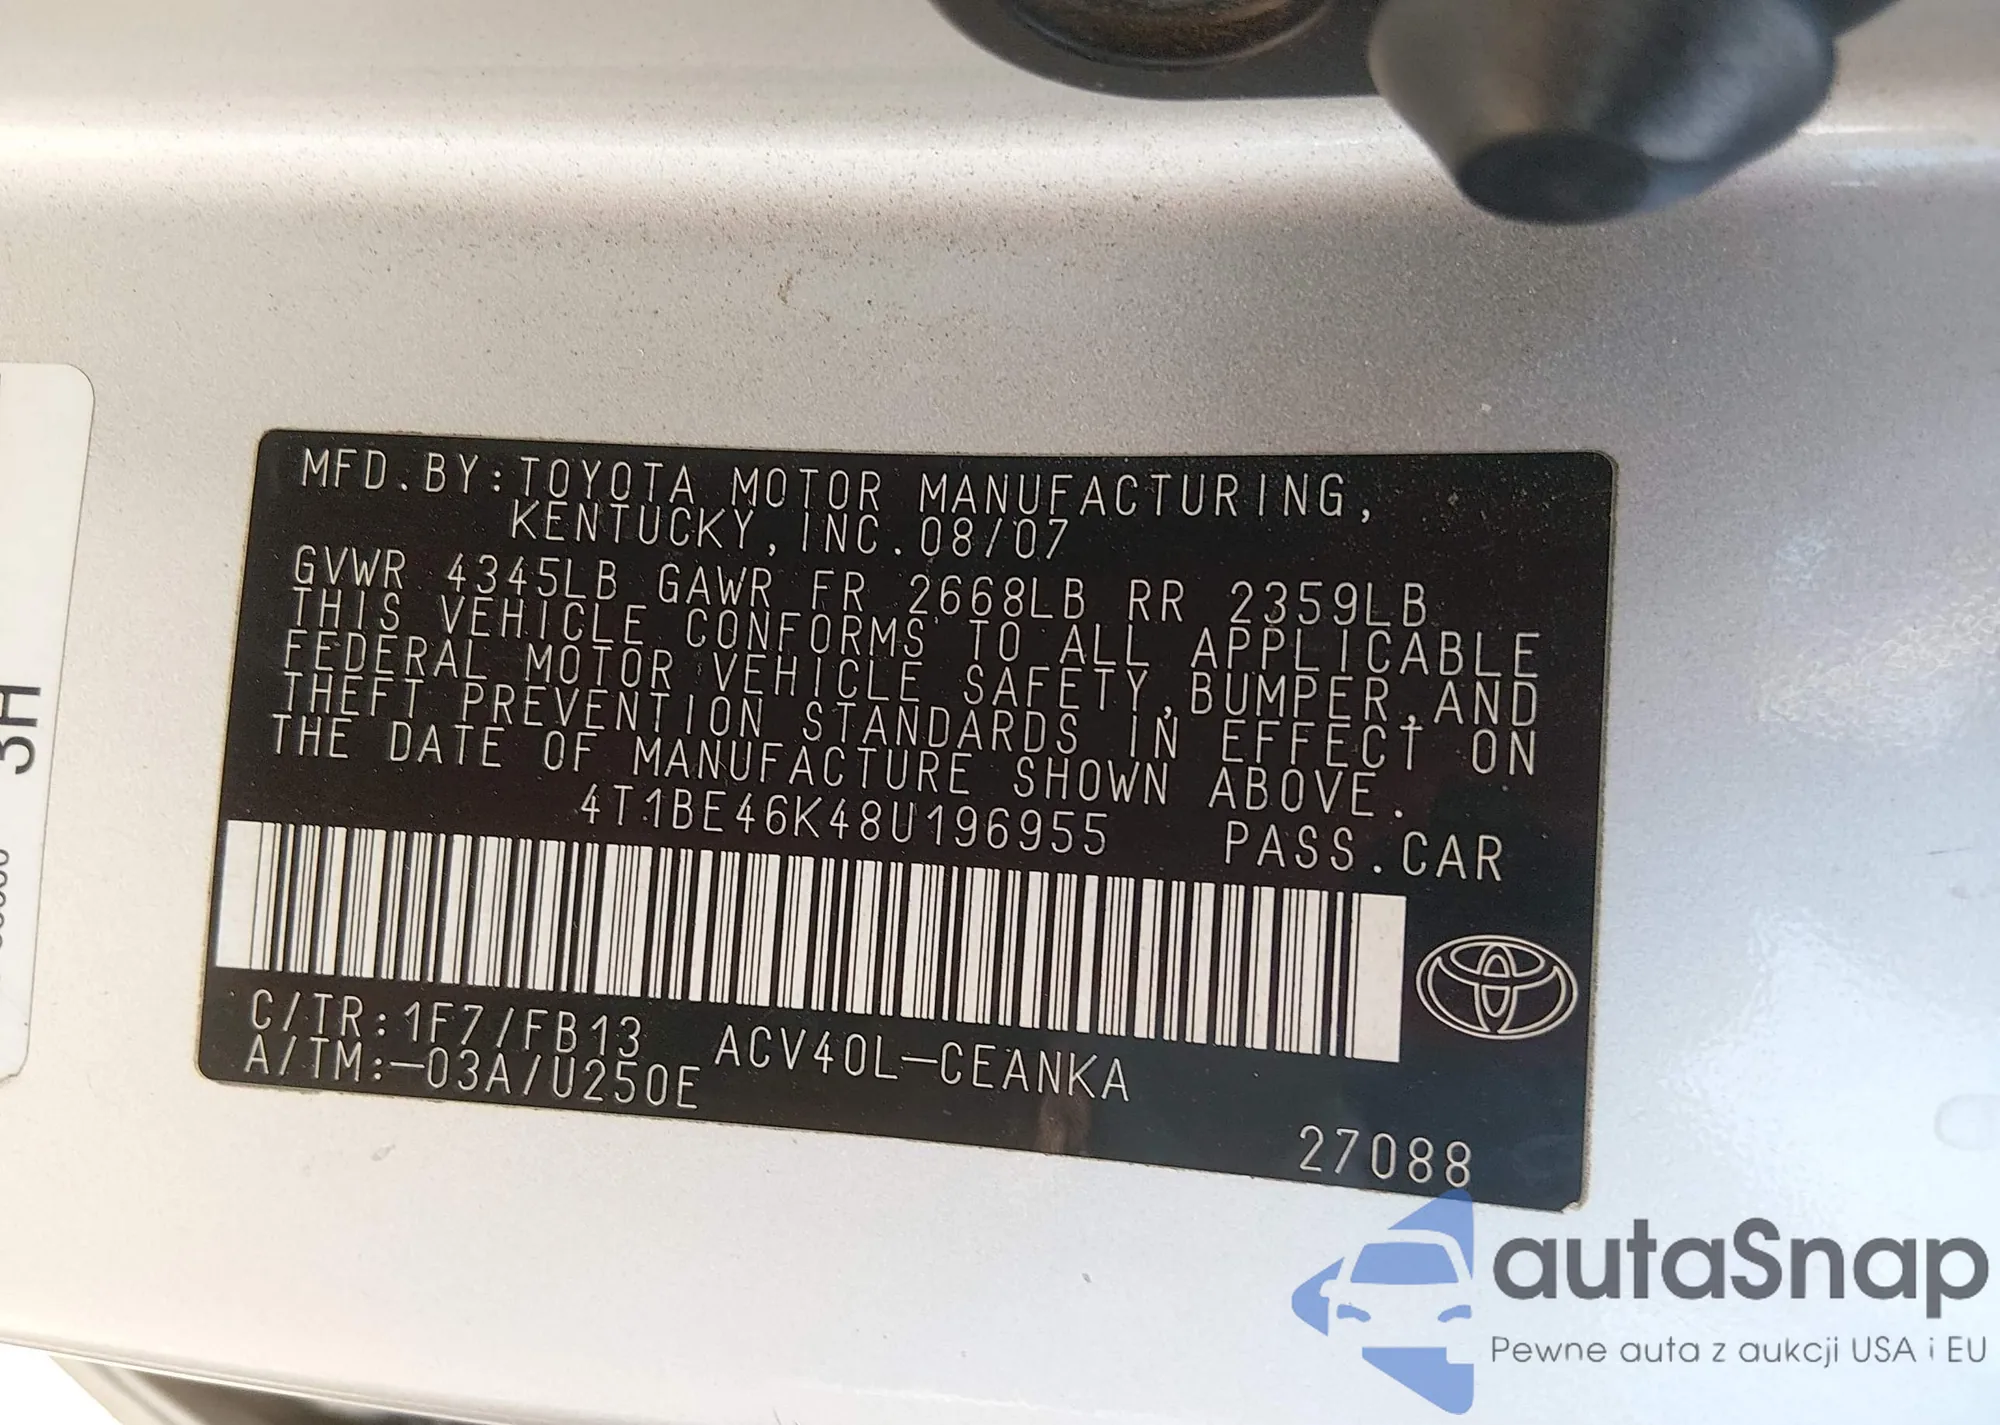 MFD.BY:TOYOTA MOTOR MANUFACTURING,
KENTUCKY,INC.08/07
GVWR 4345LB GAWR FR 2668LB RR 2359LB
THIS VEHICLE CONFORMS TO ALL APPLICABLE
FEDERAL MOTOR VEHICLE SAFETY,BUMPER,AND
THEFT PREVENTION STANDARDS IN EFFECT ON
THE DATE OF MANUFACTURE SHOWN ABOVE.
4T1BE46K48U196955 PASS.CAR
C/TR:1F7/FB13 ACV40L-CEANKA
A/TM:-03A/U250E
27088
3H
autaSnap
Pewne auta z aukcji USA i EU